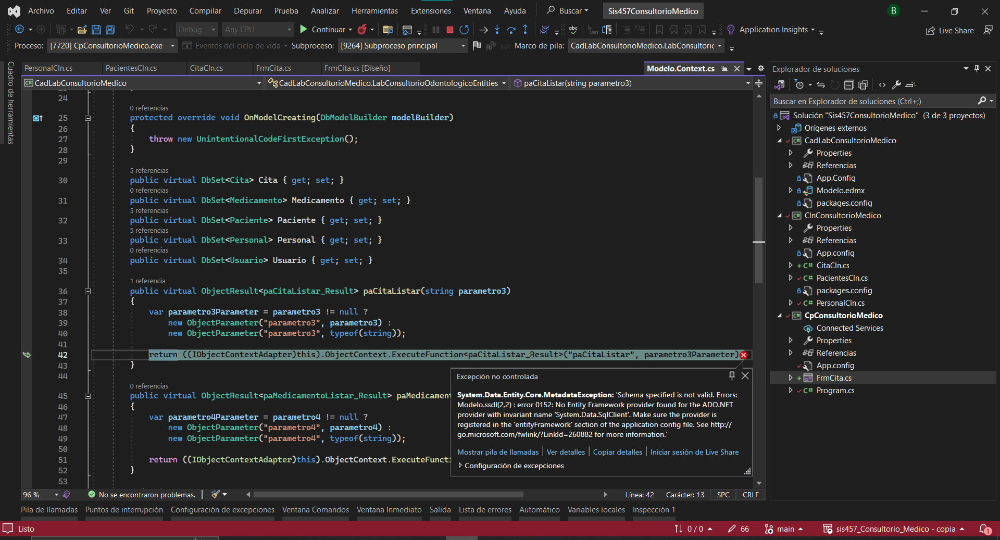 Archivo Editar Ver Git Proyecto Compilar Depurar Prueba Analizar Herramientas Extensiones Ventana Ayuda Buscar Sis457ConsultorioMedico B
Debug Any CPU Continuar abc Application Insights Live Share
Proceso: [7720] CpConsultorioMedico.exe Eventos del ciclo de vida Subproceso: [9264] Subproceso principal Marco de pila: CadLabConsultorioMedico.LabConsultoric
Cuadro de herramientas
PersonalCln.cs PacientesCln.cs CitaCln.cs FrmCita.cs FrmCita.cs [Diseño] Modelo.Context.cs
CadLabConsultorioMedico CadLabConsultorioMedico.LabConsultorioOdontologicoEntities paCitaListar(string parametro3)
24
0 referencias
25 protected override void OnModelCreating(DbModelBuilder modelBuilder)
26 {
27 throw new UnintentionalCodeFirstException();
28 }
29
5 referencias
30 public virtual DbSet<Cita> Cita { get; set; }
0 referencias
31 public virtual DbSet<Medicamento> Medicamento { get; set; }
5 referencias
32 public virtual DbSet<Paciente> Paciente { get; set; }
5 referencias
33 public virtual DbSet<Personal> Personal { get; set; }
0 referencias
34 public virtual DbSet<Usuario> Usuario { get; set; }
35
1 referencia
36 public virtual ObjectResult<paCitaListar_Result> paCitaListar(string parametro3)
37 {
38 var parametro3Parameter = parametro3 != null ?
39 new ObjectParameter("parametro3", parametro3) :
40 new ObjectParameter("parametro3", typeof(string));
41
42 return ((IObjectContextAdapter)this).ObjectContext.ExecuteFunction<paCitaListar_Result>("paCitaListar", parametro3Parameter)
43 }
44
0 referencias
45 public virtual ObjectResult<paMedicamentoListar_Result> paMedicament
46 {
47 var parametro4Parameter = parametro4 != null ?
48 new ObjectParameter("parametro4", parametro4) :
49 new ObjectParameter("parametro4", typeof(string));
50
51 return ((IObjectContextAdapter)this).ObjectContext.ExecuteFuncti
52 }
53
Excepción no controlada
System.Data.Entity.Core.MetadataException: 'Schema specified is not valid. Errors:
Modelo.ssdl(2,2) : error 0152: No Entity Framework provider found for the ADO.NET
provider with invariant name 'System.Data.SqlClient'. Make sure the provider is
registered in the 'entityFramework' section of the application config file. See http://
go.microsoft.com/fwlink/?LinkId=260882 for more information.'
Mostrar pila de llamadas Ver detalles Copiar detalles Iniciar sesión de Live Share
Configuración de excepciones
96 % No se encontraron problemas. Línea: 42 Carácter: 13 SPC CRLF
Explorador de soluciones
Buscar en Explorador de soluciones (Ctrl+;)
Solución "Sis457ConsultorioMedico" (3 de 3 proyectos)
Orígenes externos
CadLabConsultorioMedico
Properties
Referencias
App.Config
Modelo.edmx
packages.config
ClnConsultorioMedico
Properties
Referencias
App.config
CitaCln.cs
PacientesCln.cs
packages.config
PersonalCln.cs
CpConsultorioMedico
Connected Services
Properties
Referencias
App.config
FrmCita.cs
Program.cs
Pila de llamadas Puntos de interrupción Configuración de excepciones Ventana Comandos Ventana Inmediato Salida Lista de errores Automático Variables locales Inspección 1
Listo 0 / 0 66 main sis457_Consultorio_Medico - copia 1